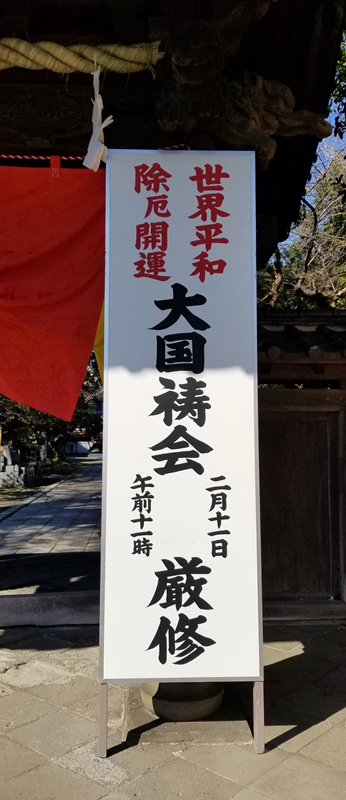 世界平和
除厄開運
大国祷会
二月十一日
午前十一時
厳修